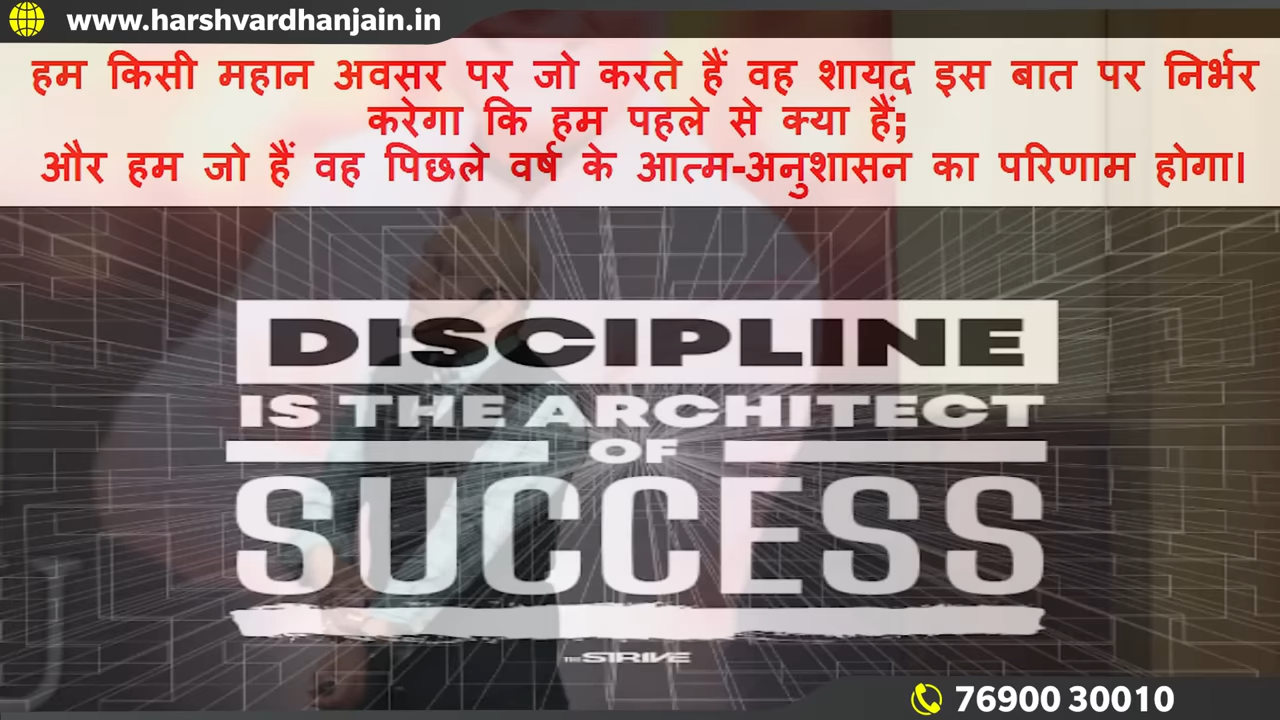 www.harshvardhanjain.in
हम किसी महान अवसर पर जो करते हैं वह शायद इस बात पर निर्भर
करेगा कि हम पहले से क्या हैं;
और हम जो हैं वह पिछले वर्ष के आत्म-अनुशासन का परिणाम होगा।
DISCIPLINE
IS THE ARCHITECT
OF
SUCCESS
THE STRIVE
76900 30010